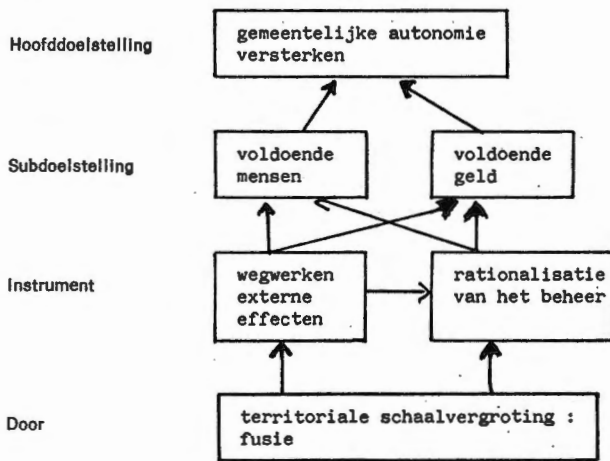 Hoofddoelstelling
gemeentelijke autonomie
versterken
Subdoelstelling
voldoende
mensen
voldoende
geld
Instrument
wegwerken
externe
effecten
rationalisatie
van het beheer
Door
territoriale schaalvergroting :
fusie